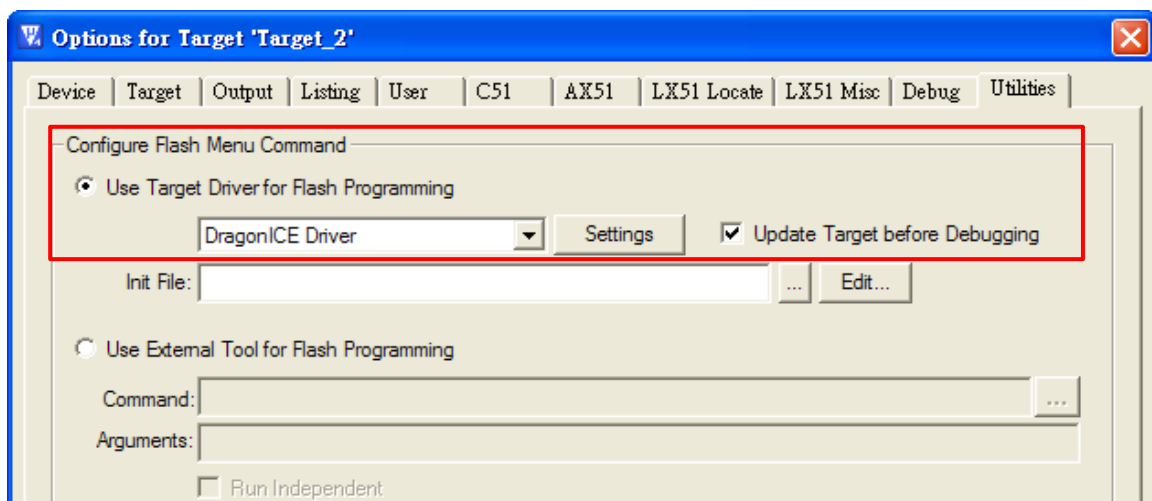 Options for Target 'Target_2'
Device Target Output Listing User C51 AX51 LX51 Locate LX51 Misc Debug Utilities
Configure Flash Menu Command
Use Target Driver for Flash Programming
DragonICE Driver Settings Update Target before Debugging
Init File: ... Edit...
Use External Tool for Flash Programming
Command: ...
Arguments:
Run Independent